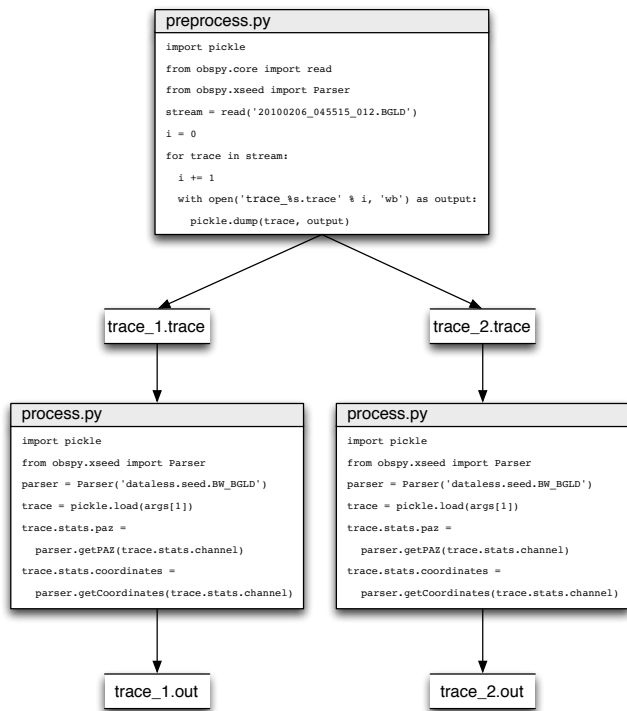 preprocess.py
import pickle
from obspy.core import read
from obspy.xseed import Parser
stream = read('20100206_045515_012.BGLD')
i = 0
for trace in stream:
i += 1
with open('trace_%s.trace' % i, 'wb') as output:
pickle.dump(trace, output)
trace_1.trace
trace_2.trace
process.py
import pickle
from obspy.xseed import Parser
parser = Parser('dataless.seed.BW_BGLD')
trace = pickle.load(args[1])
trace.stats.paz =
parser.getPAZ(trace.stats.channel)
trace.stats.coordinates =
parser.getCoordinates(trace.stats.channel)
process.py
import pickle
from obspy.xseed import Parser
parser = Parser('dataless.seed.BW_BGLD')
trace = pickle.load(args[1])
trace.stats.paz =
parser.getPAZ(trace.stats.channel)
trace.stats.coordinates =
parser.getCoordinates(trace.stats.channel)
trace_1.out
trace_2.out